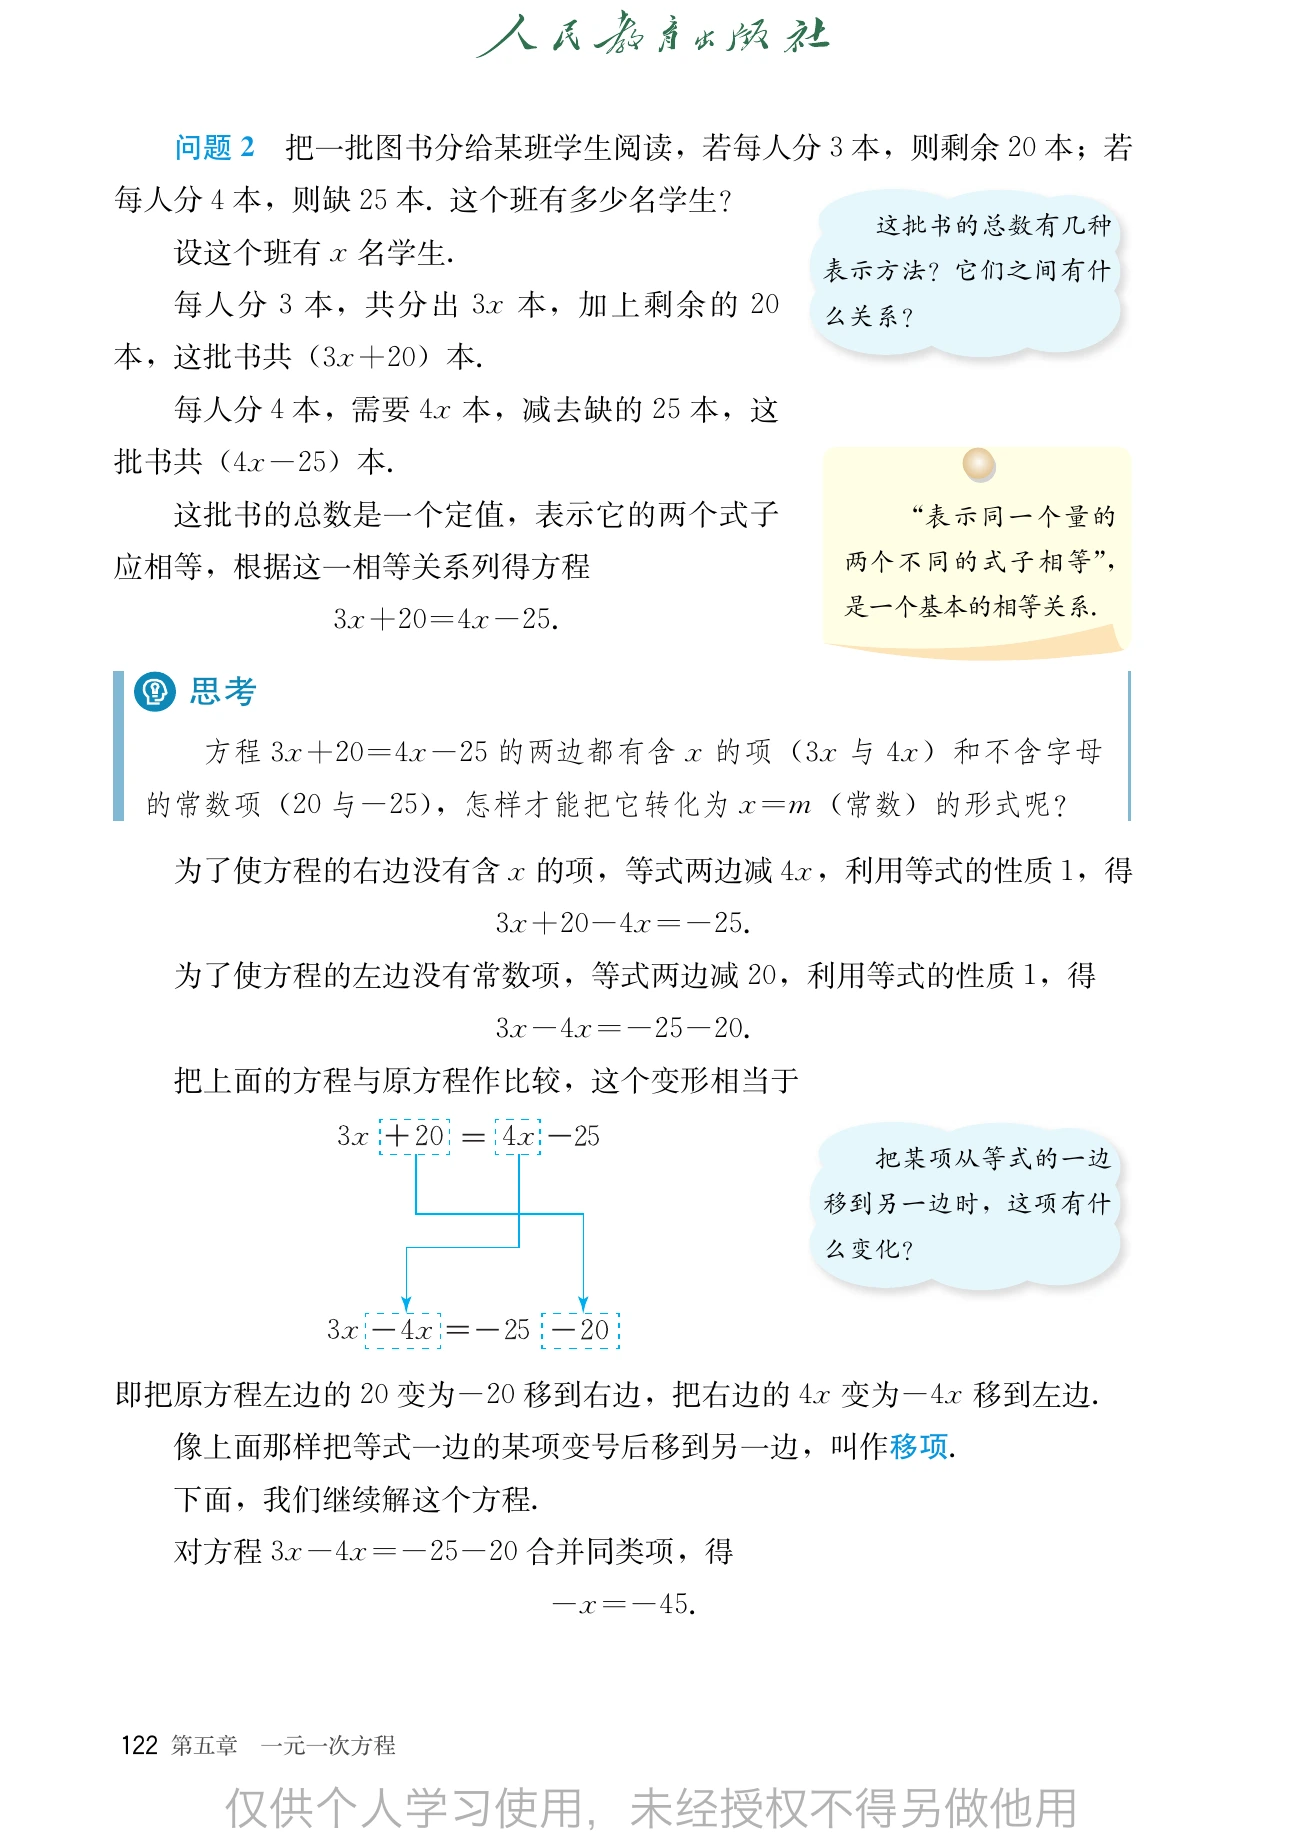 人民教育出版社
问题 2　把一批图书分给某班学生阅读，若每人分 3 本，则剩余 20 本；若
每人分 4 本，则缺 25 本. 这个班有多少名学生？
设这个班有 x 名学生.
每人分 3 本，共分出 3x 本，加上剩余的 20
本，这批书共（3x＋20）本.
每人分 4 本，需要 4x 本，减去缺的 25 本，这
批书共（4x－25）本.
这批书的总数是一个定值，表示它的两个式子
应相等，根据这一相等关系列得方程
3x＋20＝4x－25.
这批书的总数有几种
表示方法？它们之间有什
么关系？
“表示同一个量的
两个不同的式子相等”，
是一个基本的相等关系.
思考
方程 3x＋20＝4x－25 的两边都有含 x 的项（3x 与 4x）和不含字母
的常数项（20 与－25），怎样才能把它转化为 x＝m（常数）的形式呢？
为了使方程的右边没有含 x 的项，等式两边减 4x，利用等式的性质 1，得
3x＋20－4x＝－25.
为了使方程的左边没有常数项，等式两边减 20，利用等式的性质 1，得
3x－4x＝－25－20.
把上面的方程与原方程作比较，这个变形相当于
3x ＋20 ＝ 4x －25
3x －4x ＝－25 －20
把某项从等式的一边
移到另一边时，这项有什
么变化？
即把原方程左边的 20 变为－20 移到右边，把右边的 4x 变为－4x 移到左边.
像上面那样把等式一边的某项变号后移到另一边，叫作移项.
下面，我们继续解这个方程.
对方程 3x－4x＝－25－20 合并同类项，得
－x＝－45.
122 第五章　一元一次方程
仅供个人学习使用，未经授权不得另做他用